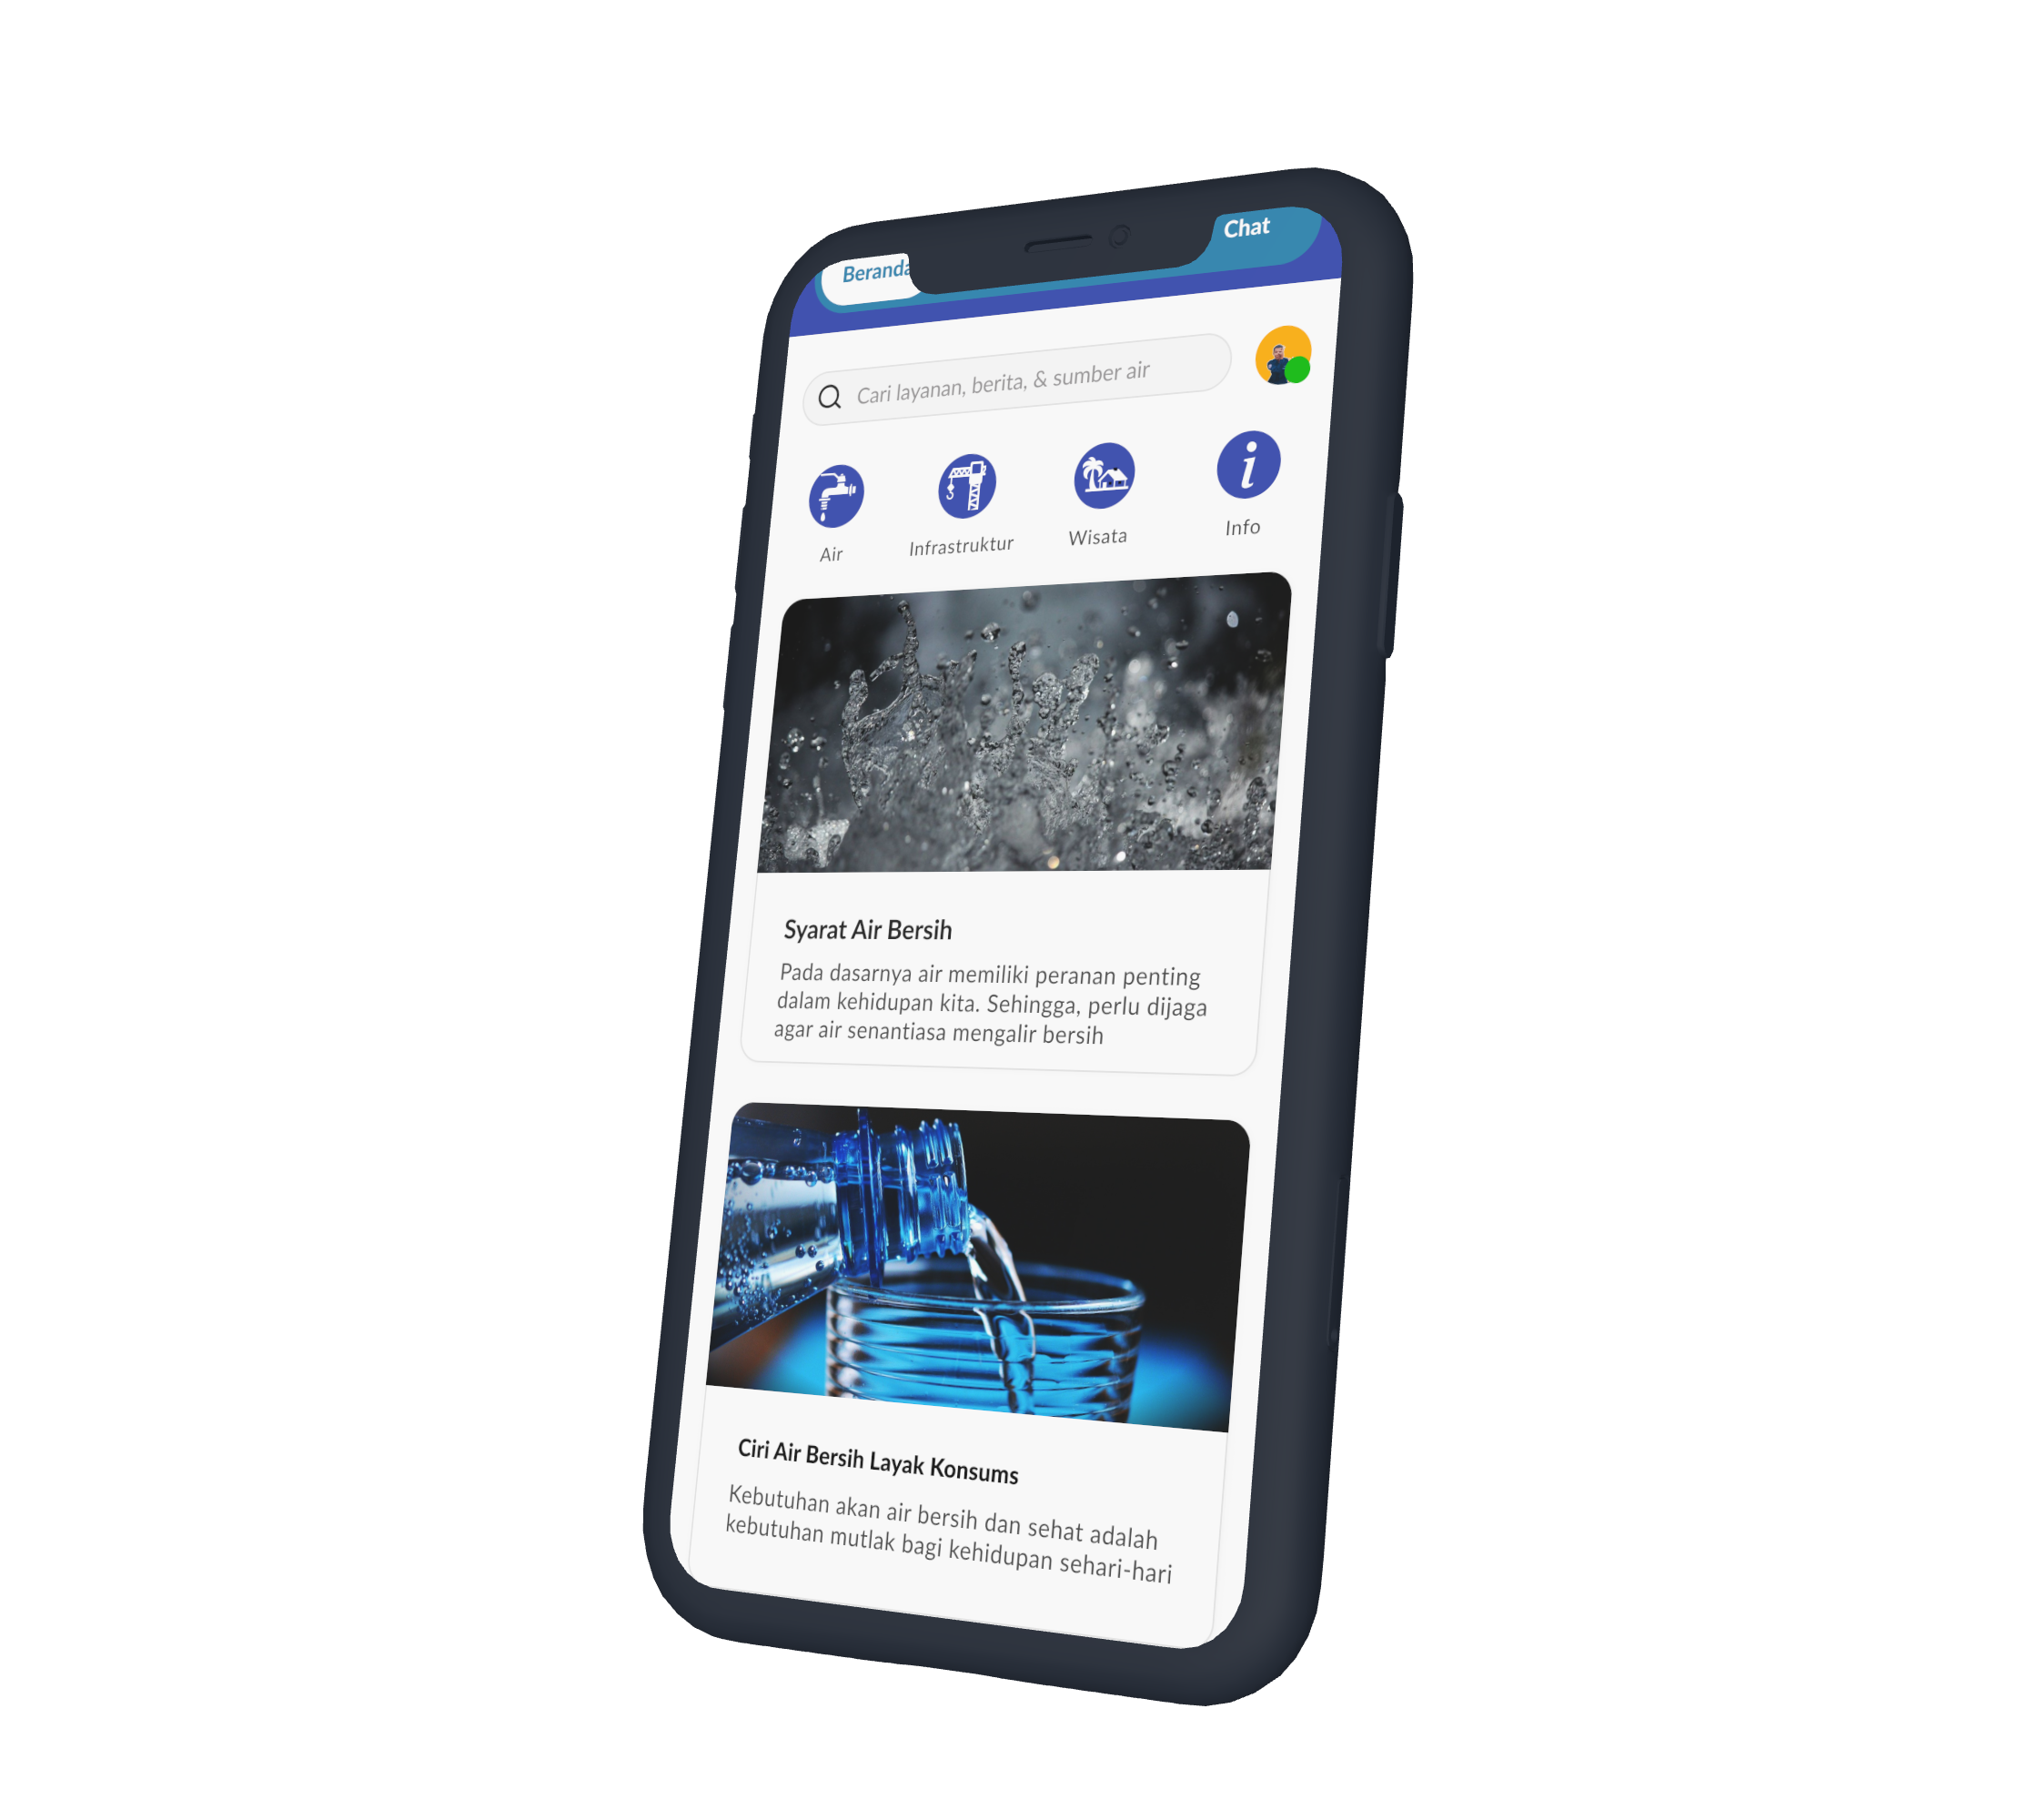 Beranda
Chat
Cari layanan, berita, & sumber air
Air
Infrastruktur
Wisata
Info
Syarat Air Bersih
Pada dasarnya air memiliki peranan penting
dalam kehidupan kita. Sehingga, perlu dijaga
agar air senantiasa mengalir bersih
Ciri Air Bersih Layak Konsums
Kebutuhan akan air bersih dan sehat adalah
kebutuhan mutlak bagi kehidupan sehari-hari